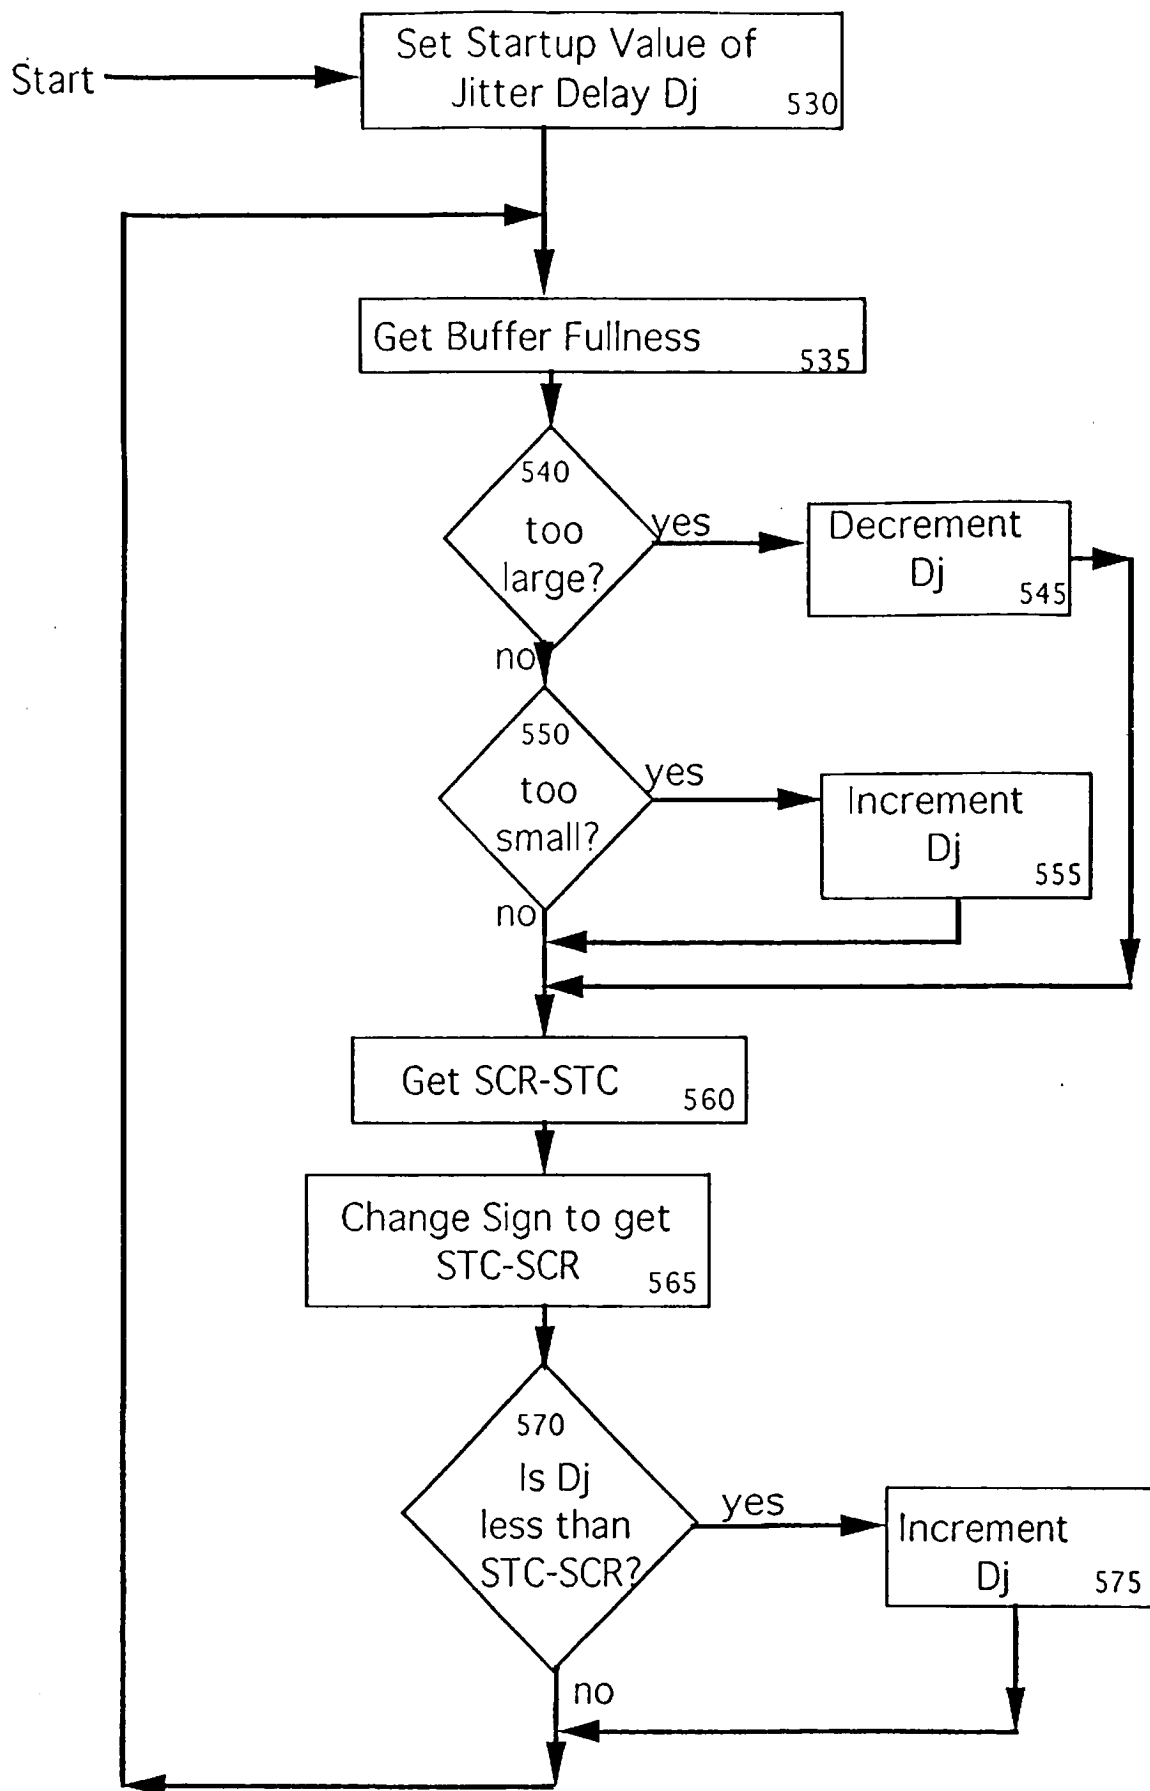 Start
Set Startup Value of
Jitter Delay Dj
530
Get Buffer Fullness
535
540
too
large?
yes
Decrement
Dj
545
no
550
too
small?
yes
Increment
Dj
555
no
Get SCR-STC
560
Change Sign to get
STC-SCR
565
570
Is Dj
less than
STC-SCR?
yes
Increment
Dj
575
no